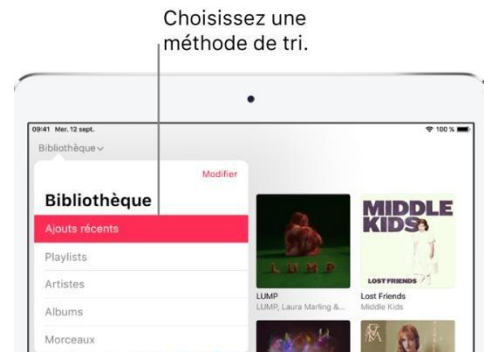 Choisissez une
méthode de tri.
09:41 Mer. 12 sept.
100 %
Bibliothèque
Modifier
Bibliothèque
Ajouts récents
Playlists
Artistes
Albums
Morceaux
LUMP
LUMP
LUMP, Laura Marling &...
MIDDLE
KIDS
LOST FRIENDS
Lost Friends
Middle Kids